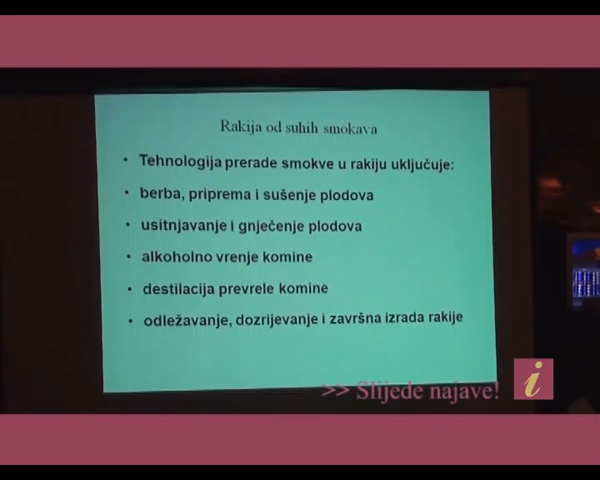 Rakija od suhih smokava
• Tehnologija prerade smokve u rakiju uključuje:
• berba, priprema i sušenje plodova
• usitnjavanje i gnječenje plodova
• alkoholno vrenje komine
• destilacija prevrele komine
• odležavanje, dozrijevanje i završna izrada rakije
>> Slijede najave!
i